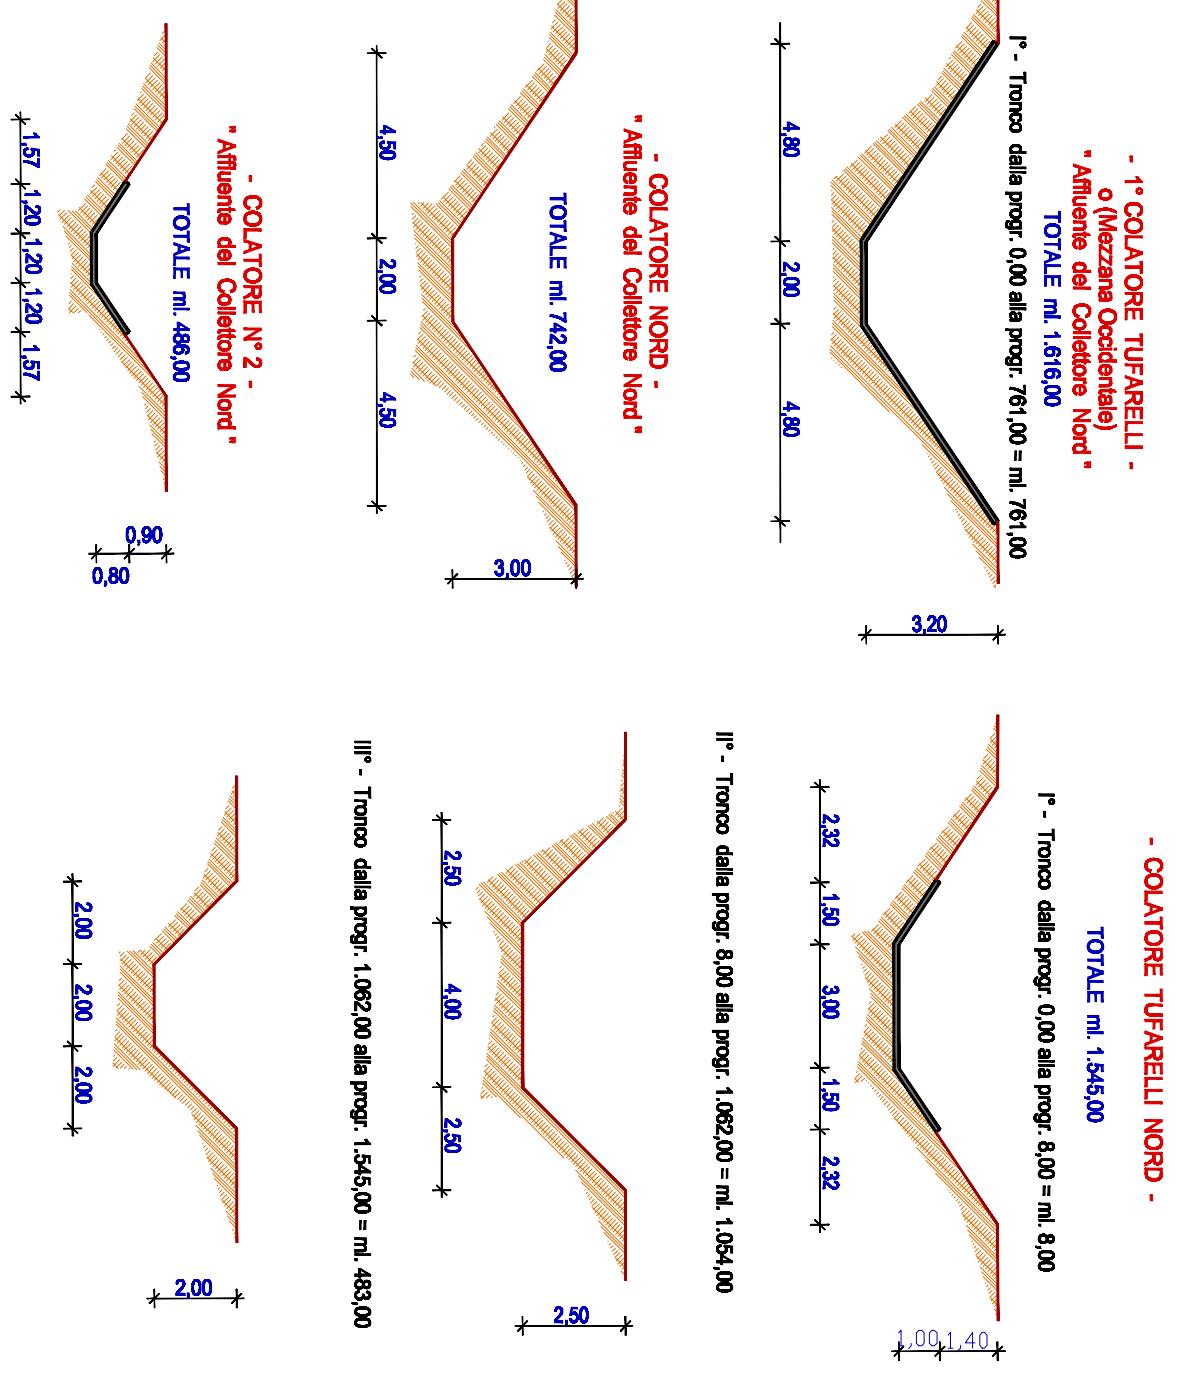 - 1° COLATORE TUFARELLI -
o (Mezzana Occidentale)
" Affluente del Collettore Nord "
TOTALE ml. 1.616,00
I° - Tronco dalla progr. 0,00 alla progr. 761,00 = ml. 761,00
4,80 2,00 4,80
3,20
- COLATORE NORD -
" Affluente del Collettore Nord "
TOTALE ml. 742,00
4,50 2,00 4,50
3,00
- COLATORE N° 2 -
" Affluente del Collettore Nord "
TOTALE ml. 486,00
1,57 1,20 1,20 1,20 1,57
0,90
0,80
- COLATORE TUFARELLI NORD -
TOTALE ml. 1.545,00
I° - Tronco dalla progr. 0,00 alla progr. 8,00 = ml. 8,00
2,32 1,50 3,00 1,50 2,32
1,00 1,40
II° - Tronco dalla progr. 8,00 alla progr. 1.062,00 = ml. 1.054,00
2,50 4,00 2,50
2,50
III° - Tronco dalla progr. 1.062,00 alla progr. 1.545,00 = ml. 483,00
2,00 2,00 2,00
2,00